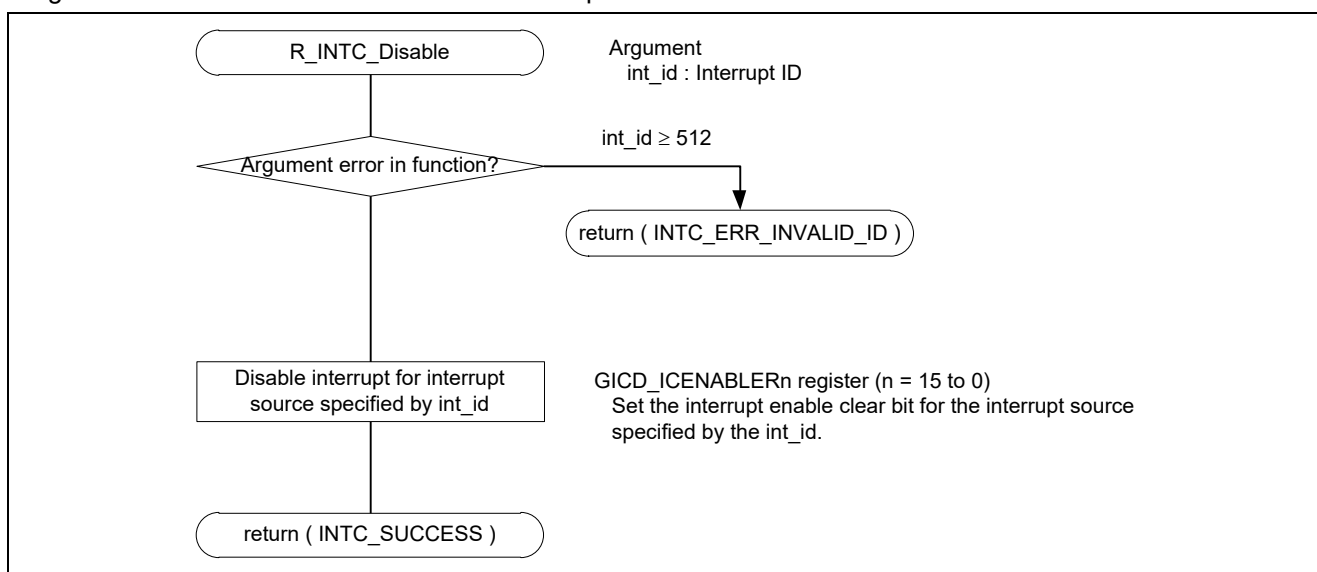 R_INTC_Disable
Argument
int_id : Interrupt ID
int_id ≥ 512
Argument error in function?
return ( INTC_ERR_INVALID_ID )
Disable interrupt for interrupt
source specified by int_id
GICD_ICENABLERn register (n = 15 to 0)
Set the interrupt enable clear bit for the interrupt source
specified by the int_id.
return ( INTC_SUCCESS )